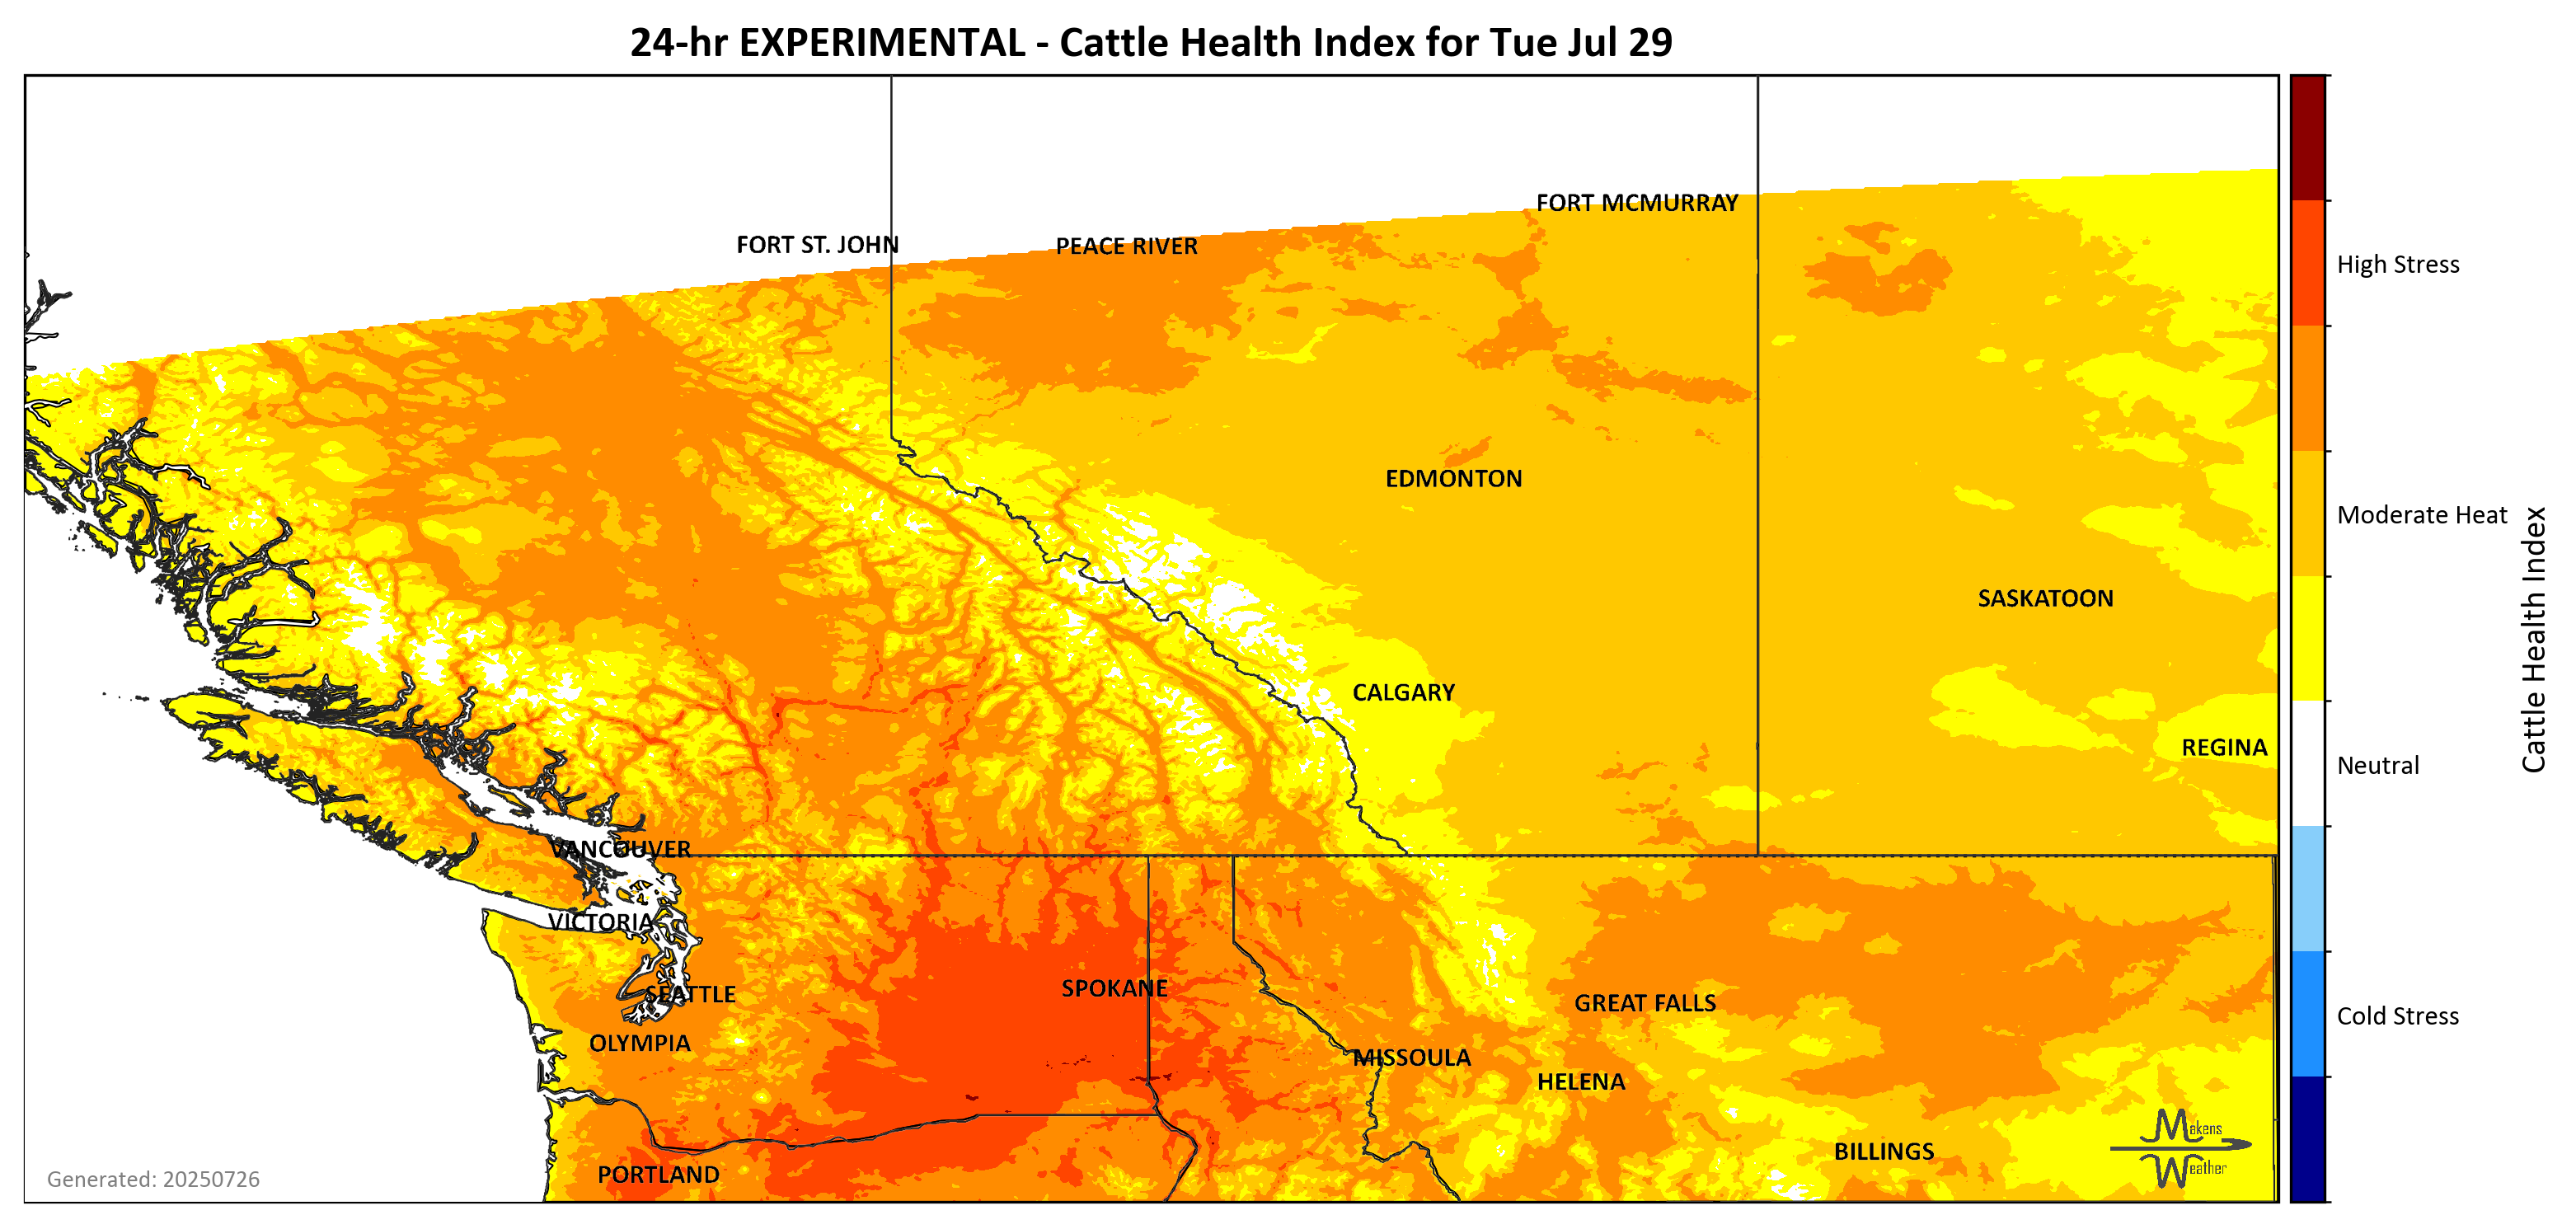 24-hr EXPERIMENTAL - Cattle Health Index for Tue Jul 29
FORT MCMURRAY
FORT ST. JOHN
PEACE RIVER
High Stress
EDMONTON
Moderate Heat
SASKATOON
Cattle Health Index
CALGARY
REGINA
Neutral
VANCOUVER
VICTORIA
SPOKANE
SEATTLE
GREAT FALLS
Cold Stress
OLYMPIA
MISSOULA
HELENA
Makens
BILLINGS
Weather
PORTLAND
Generated: 20250726